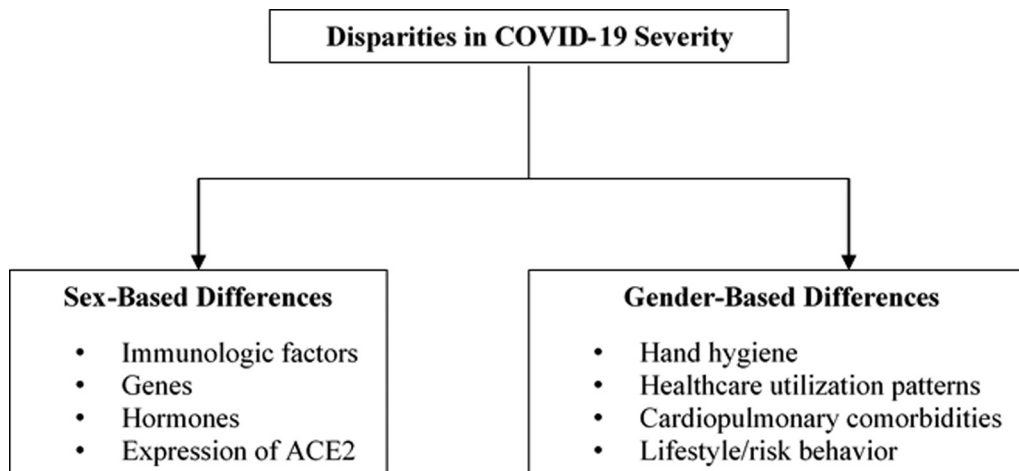 Disparities in COVID-19 Severity
Sex-Based Differences
• Immunologic factors
• Genes
• Hormones
• Expression of ACE2
Gender-Based Differences
• Hand hygiene
• Healthcare utilization patterns
• Cardiopulmonary comorbidities
• Lifestyle/risk behavior